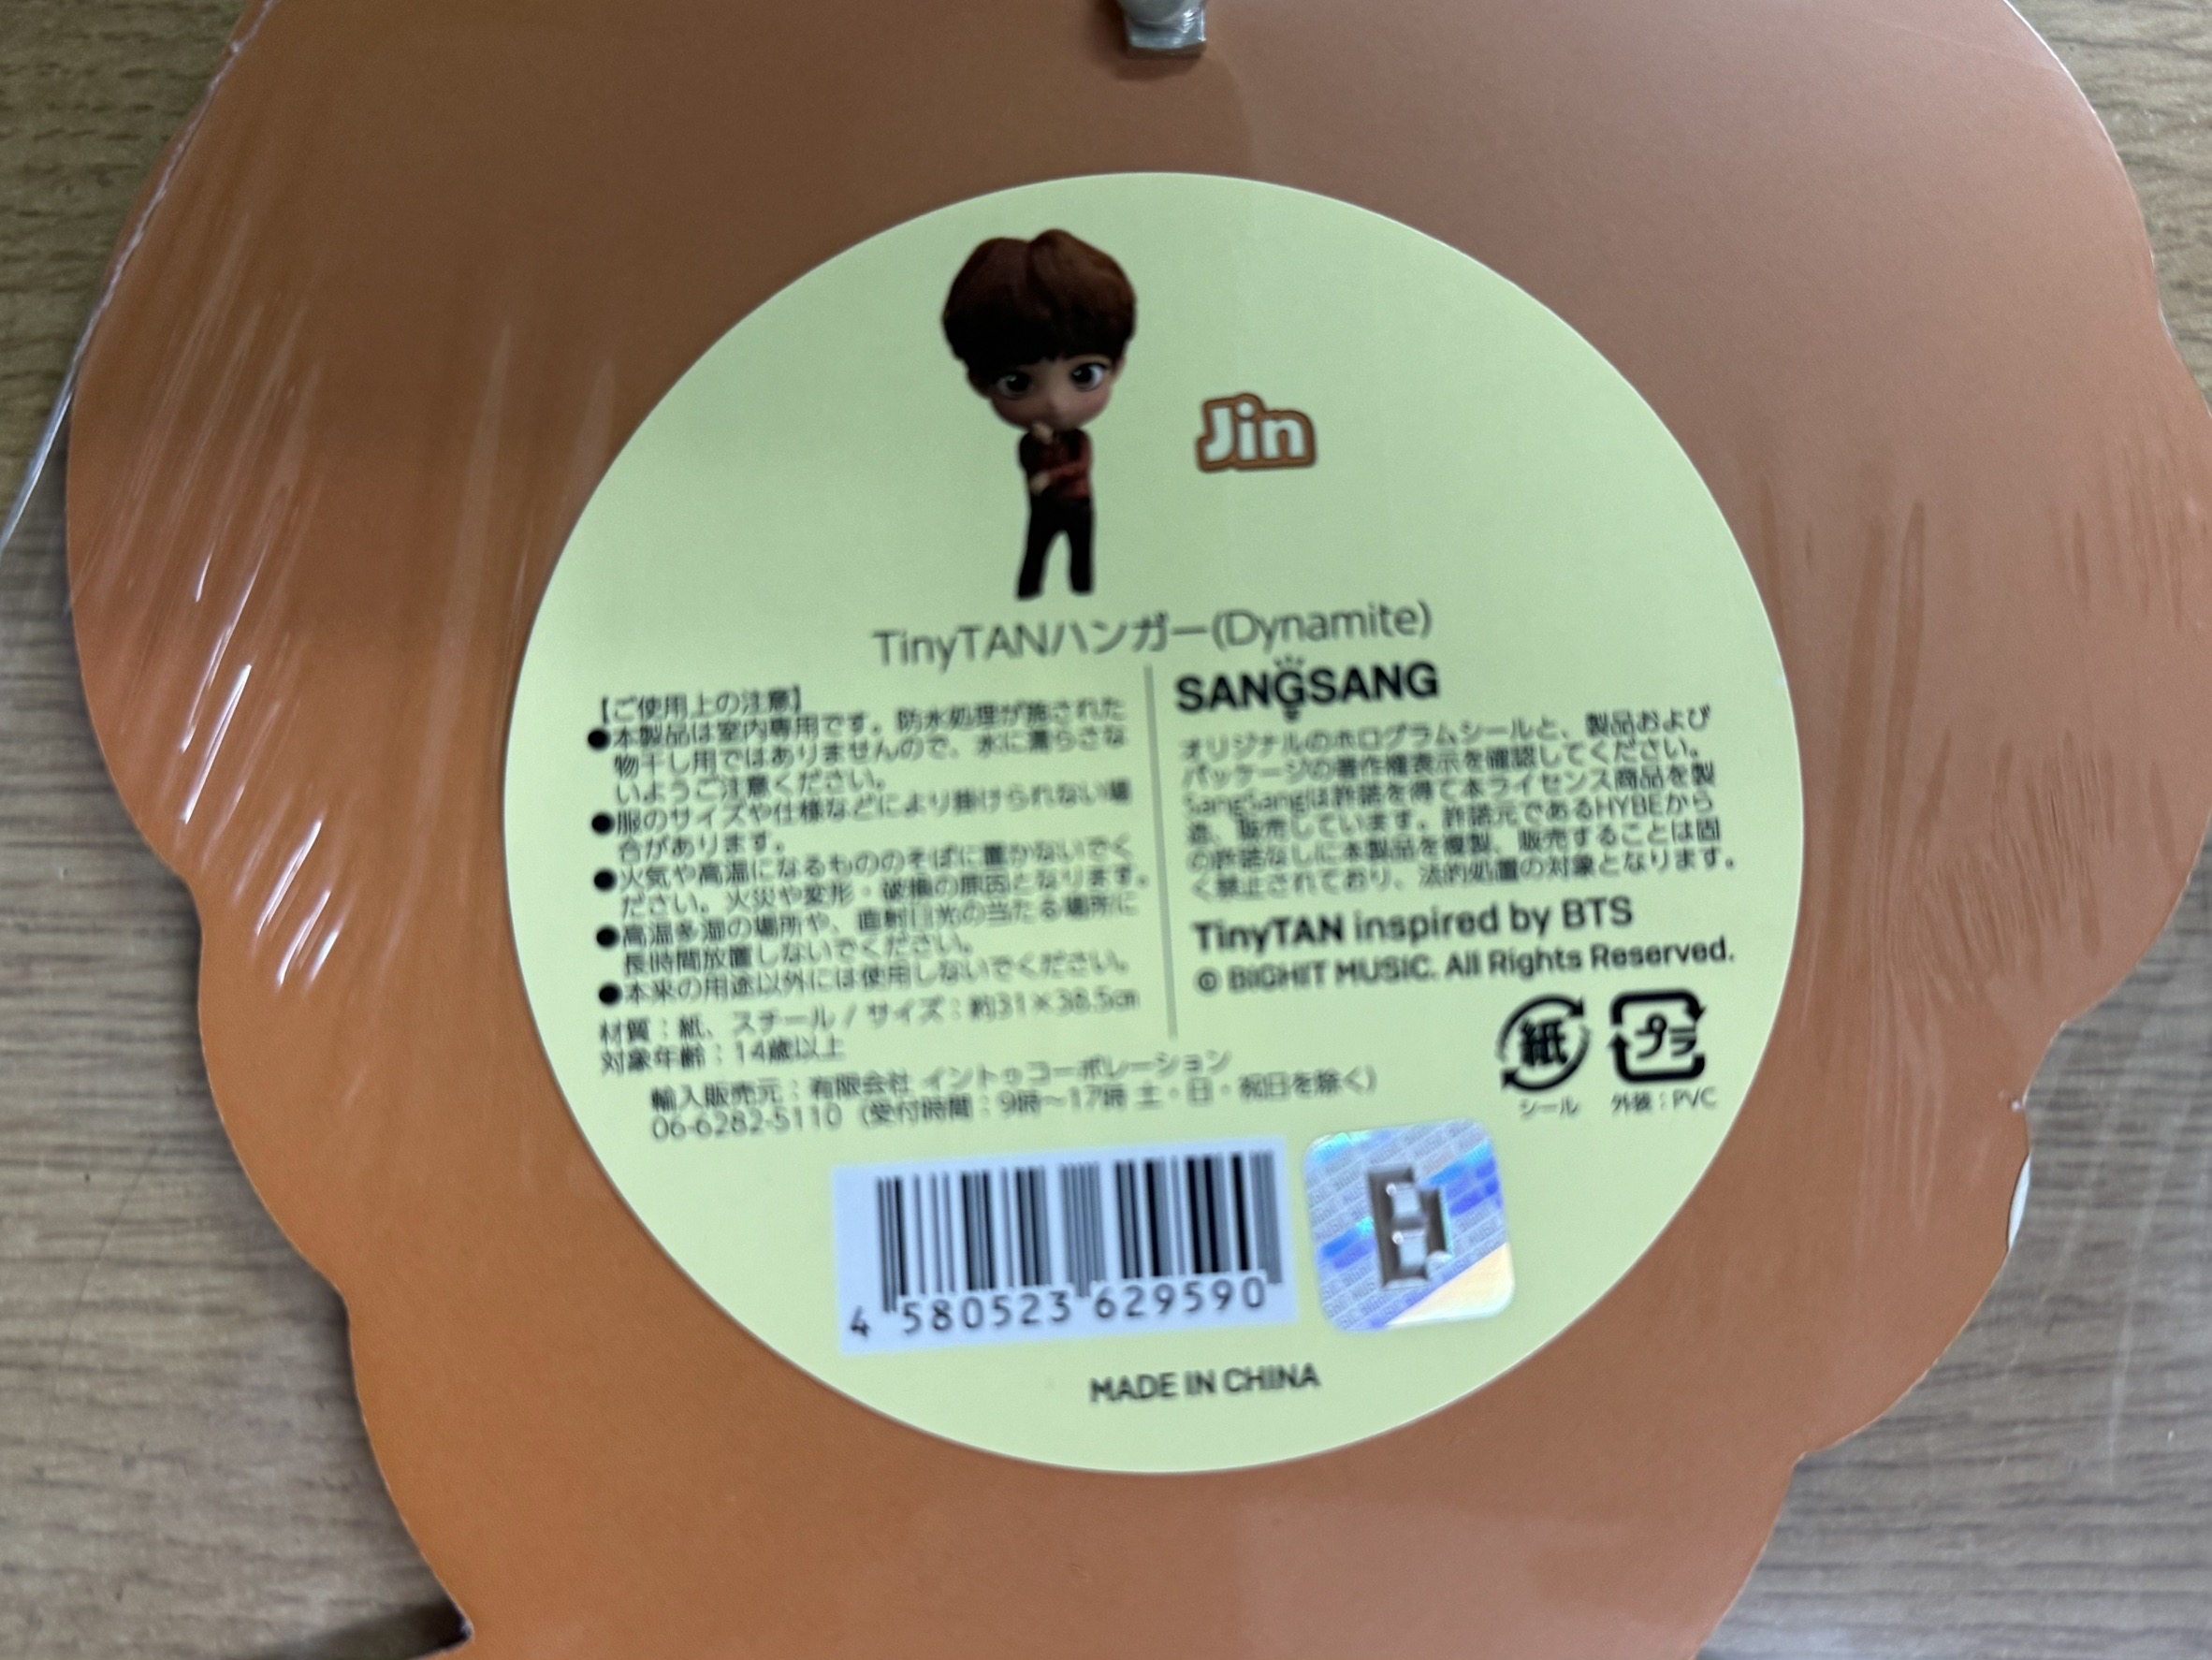 Jin
TinyTANハンガー(Dynamite)
【ご使用上の注意】
●本製品は室内専用です。防水処理が施された
物干し用ではありませんので、水に濡らさな
いようご注意ください。
●服のサイズや仕様などにより掛けられない場
合があります。
●火気や高温になるもののそばに置かないでく
ださい。火災や変形・破損の原因となります。
●高温多湿の場所や、直射日光の当たる場所に
長時間放置しないでください。
●本来の用途以外には使用しないでください。
材質：紙、スチール / サイズ：約31×38.5㎝
対象年齢：14歳以上
SANGSANG
オリジナルのホログラムシールと、製品および
パッケージの著作権表示を確認してください。
SangSangは許諾を得て本ライセンス商品を製
造、販売しています。許諾元であるHYBEから
の許諾なしに本製品を複製、販売することは固
く禁止されており、法的処置の対象となります。
TinyTAN inspired by BTS
© BIGHIT MUSIC. All Rights Reserved.
紙 プラ
シール 外装：PVC
輸入販売元：有限会社 イントゥコーポレーション
06-6282-5110（受付時間：9時～17時 土・日・祝日を除く）
4 580523 629590
MADE IN CHINA